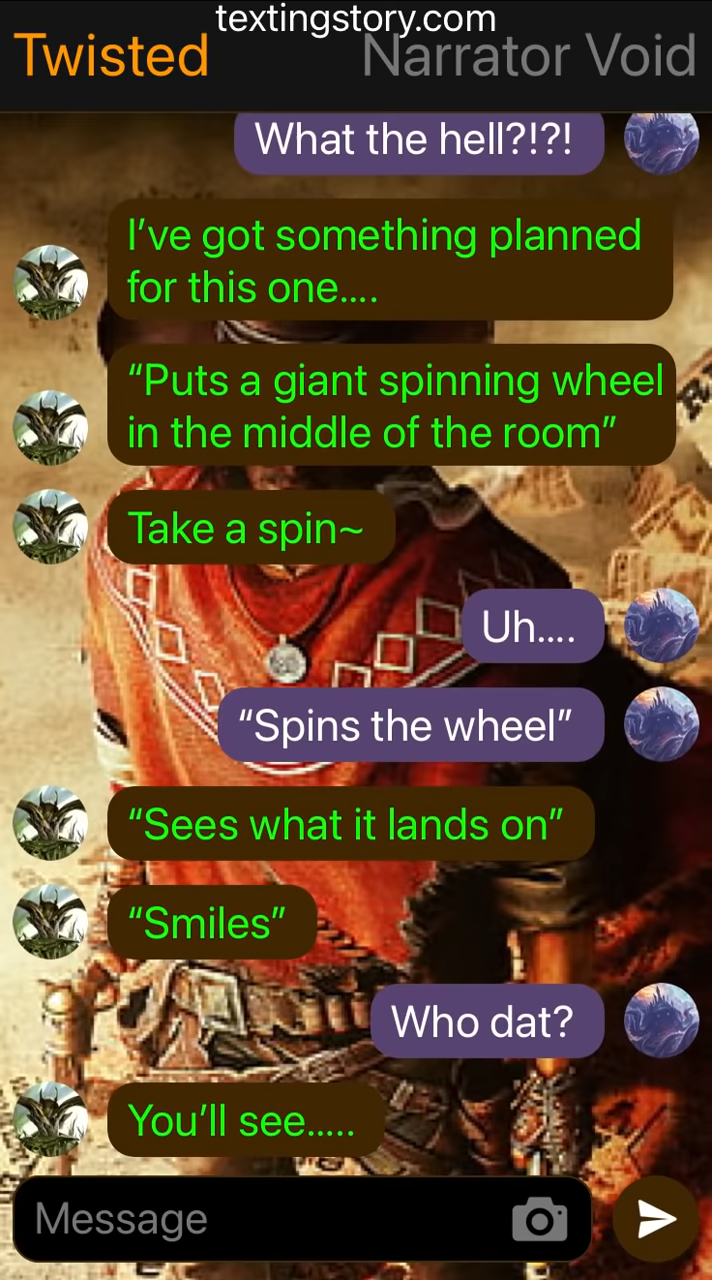 textingstory.com
Twisted
Narrator Void
What the hell?!?!
I’ve got something planned
for this one....
“Puts a giant spinning wheel
in the middle of the room”
Take a spin~
Uh....
“Spins the wheel”
“Sees what it lands on”
“Smiles”
Who dat?
You’ll see.....
Message